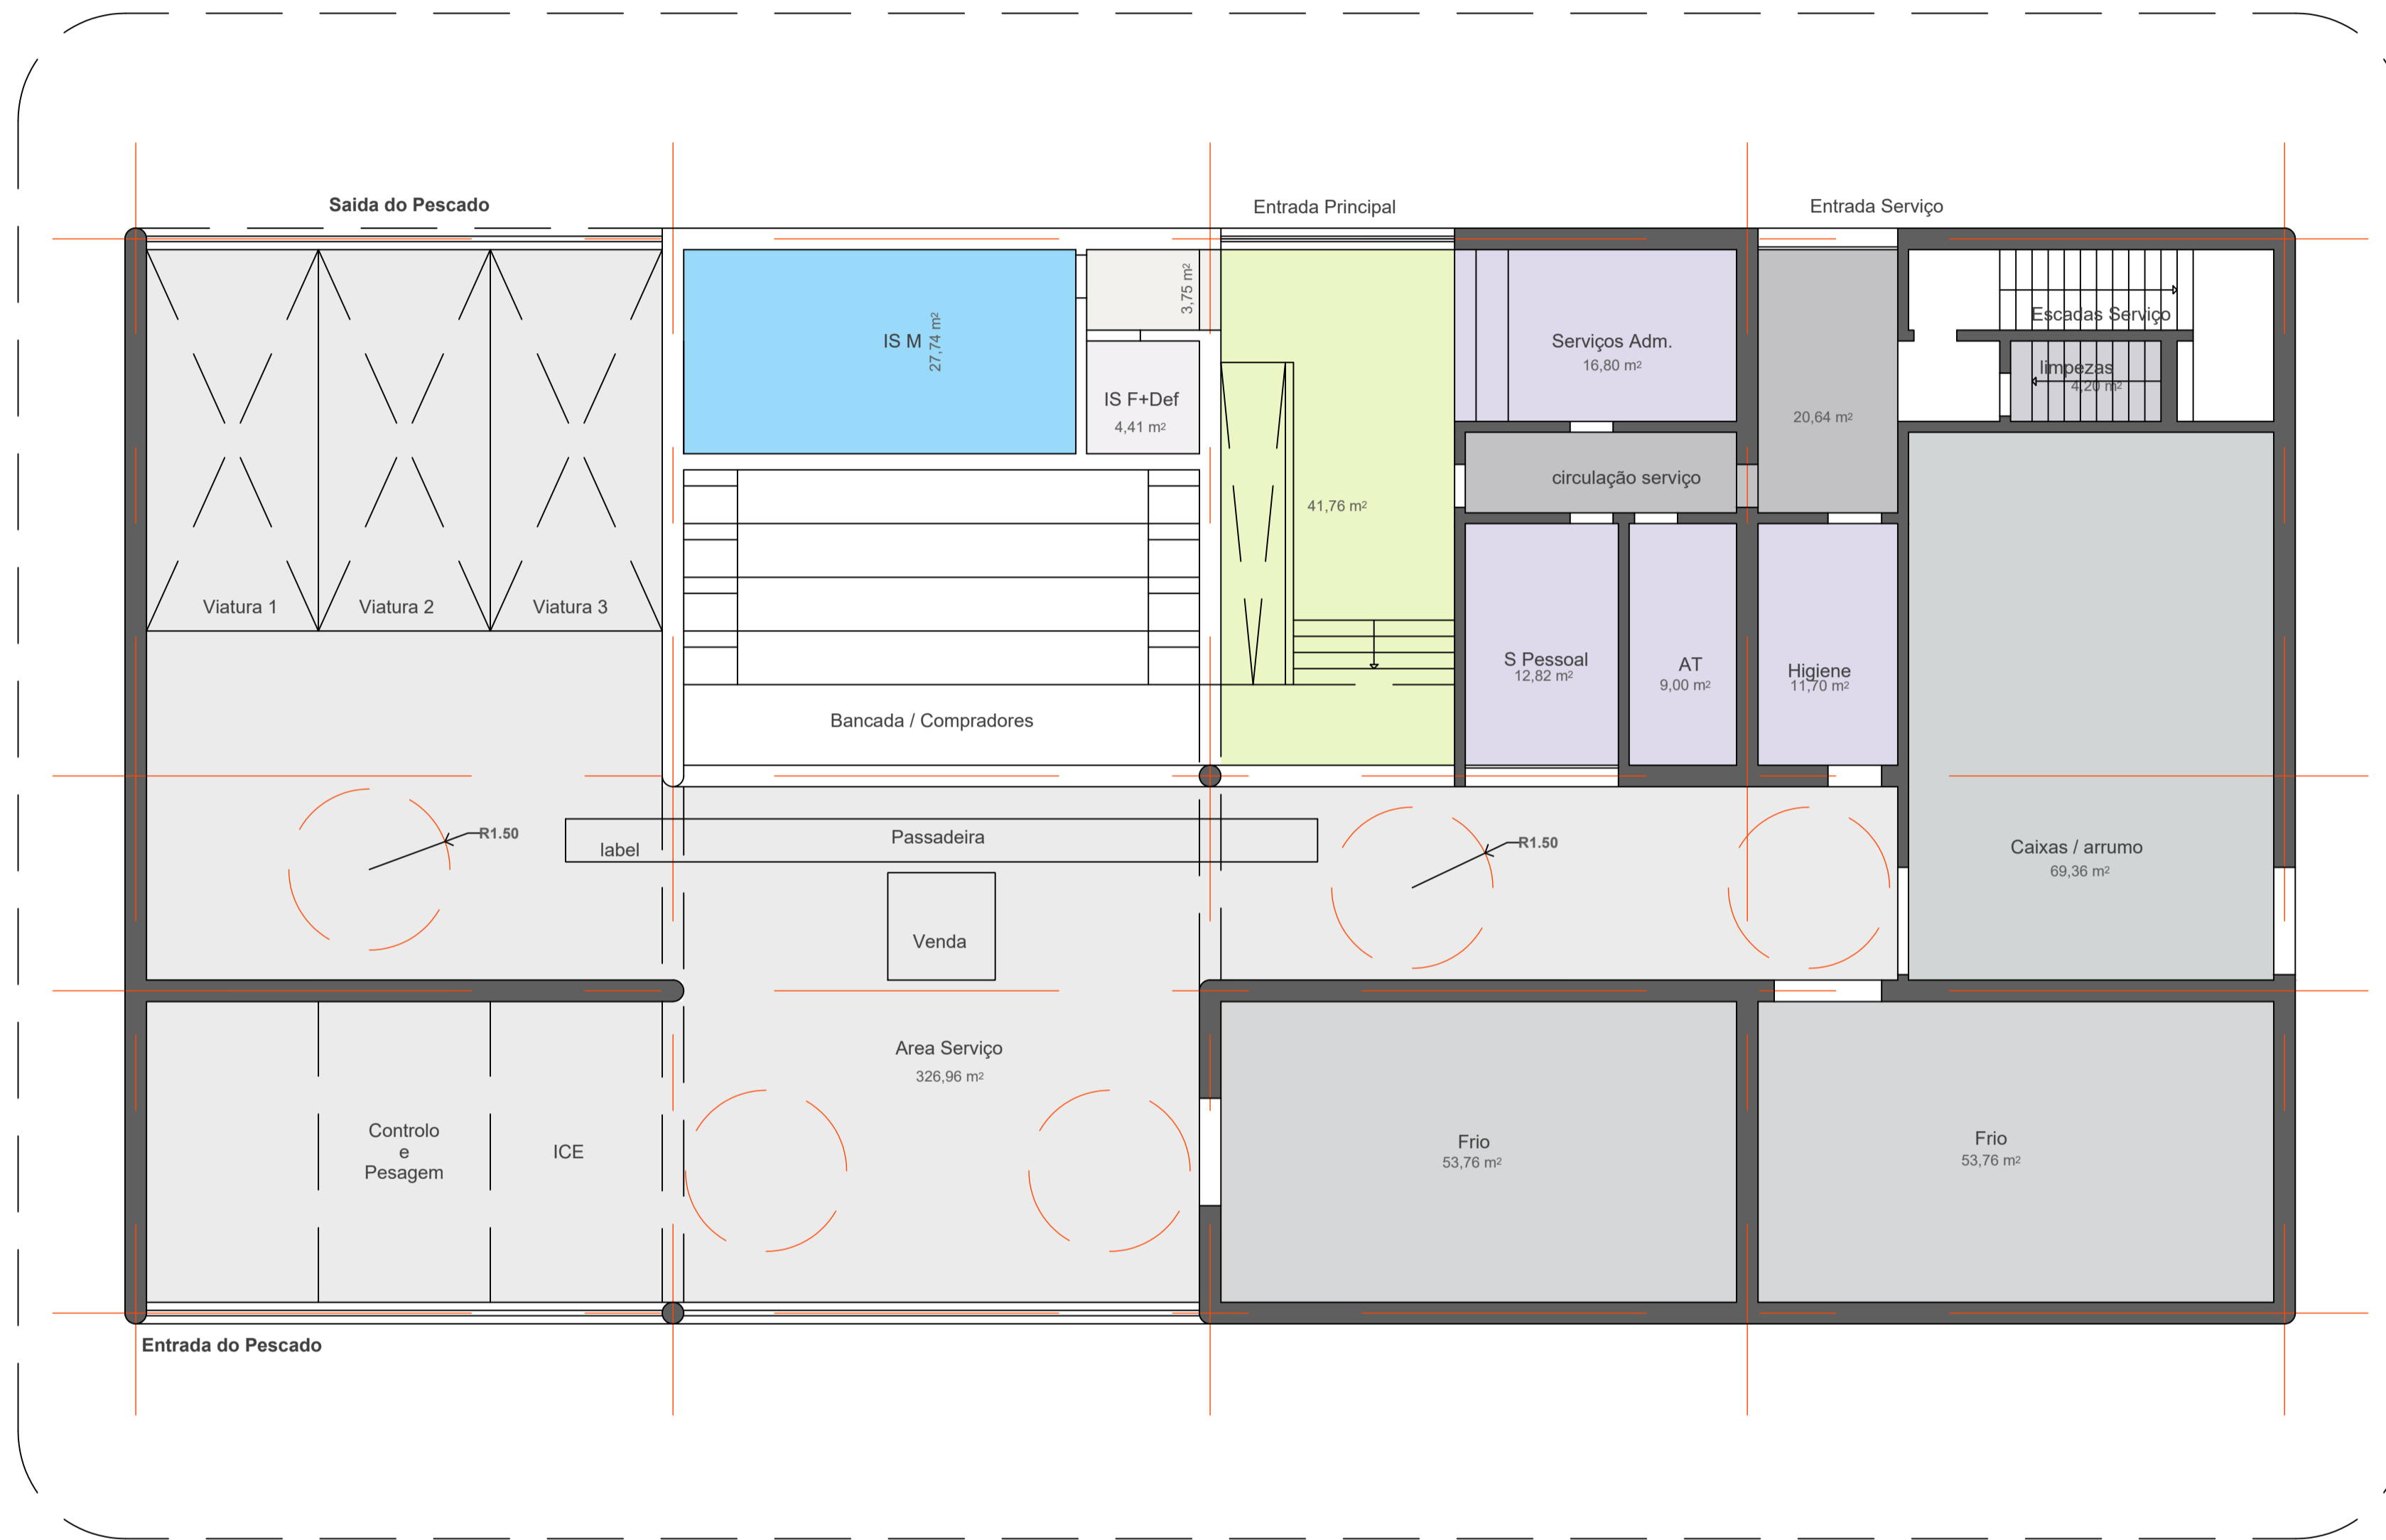 Saida do Pescado
Entrada Principal
Entrada Serviço
3,75 m²
Escadas Serviço
IS M
27,74 m²
Serviços Adm.
16,80 m²
limpezas
4,20 m²
IS F+Def
4,41 m²
20,64 m²
circulação serviço
41,76 m²
Viatura 1
Viatura 2
Viatura 3
S Pessoal
12,82 m²
AT
9,00 m²
Higiene
11,70 m²
Bancada / Compradores
R1.50
label
Passadeira
R1.50
Caixas / arrumo
69,36 m²
Venda
Area Serviço
326,96 m²
Controlo
e
Pesagem
ICE
Frio
53,76 m²
Frio
53,76 m²
Entrada do Pescado